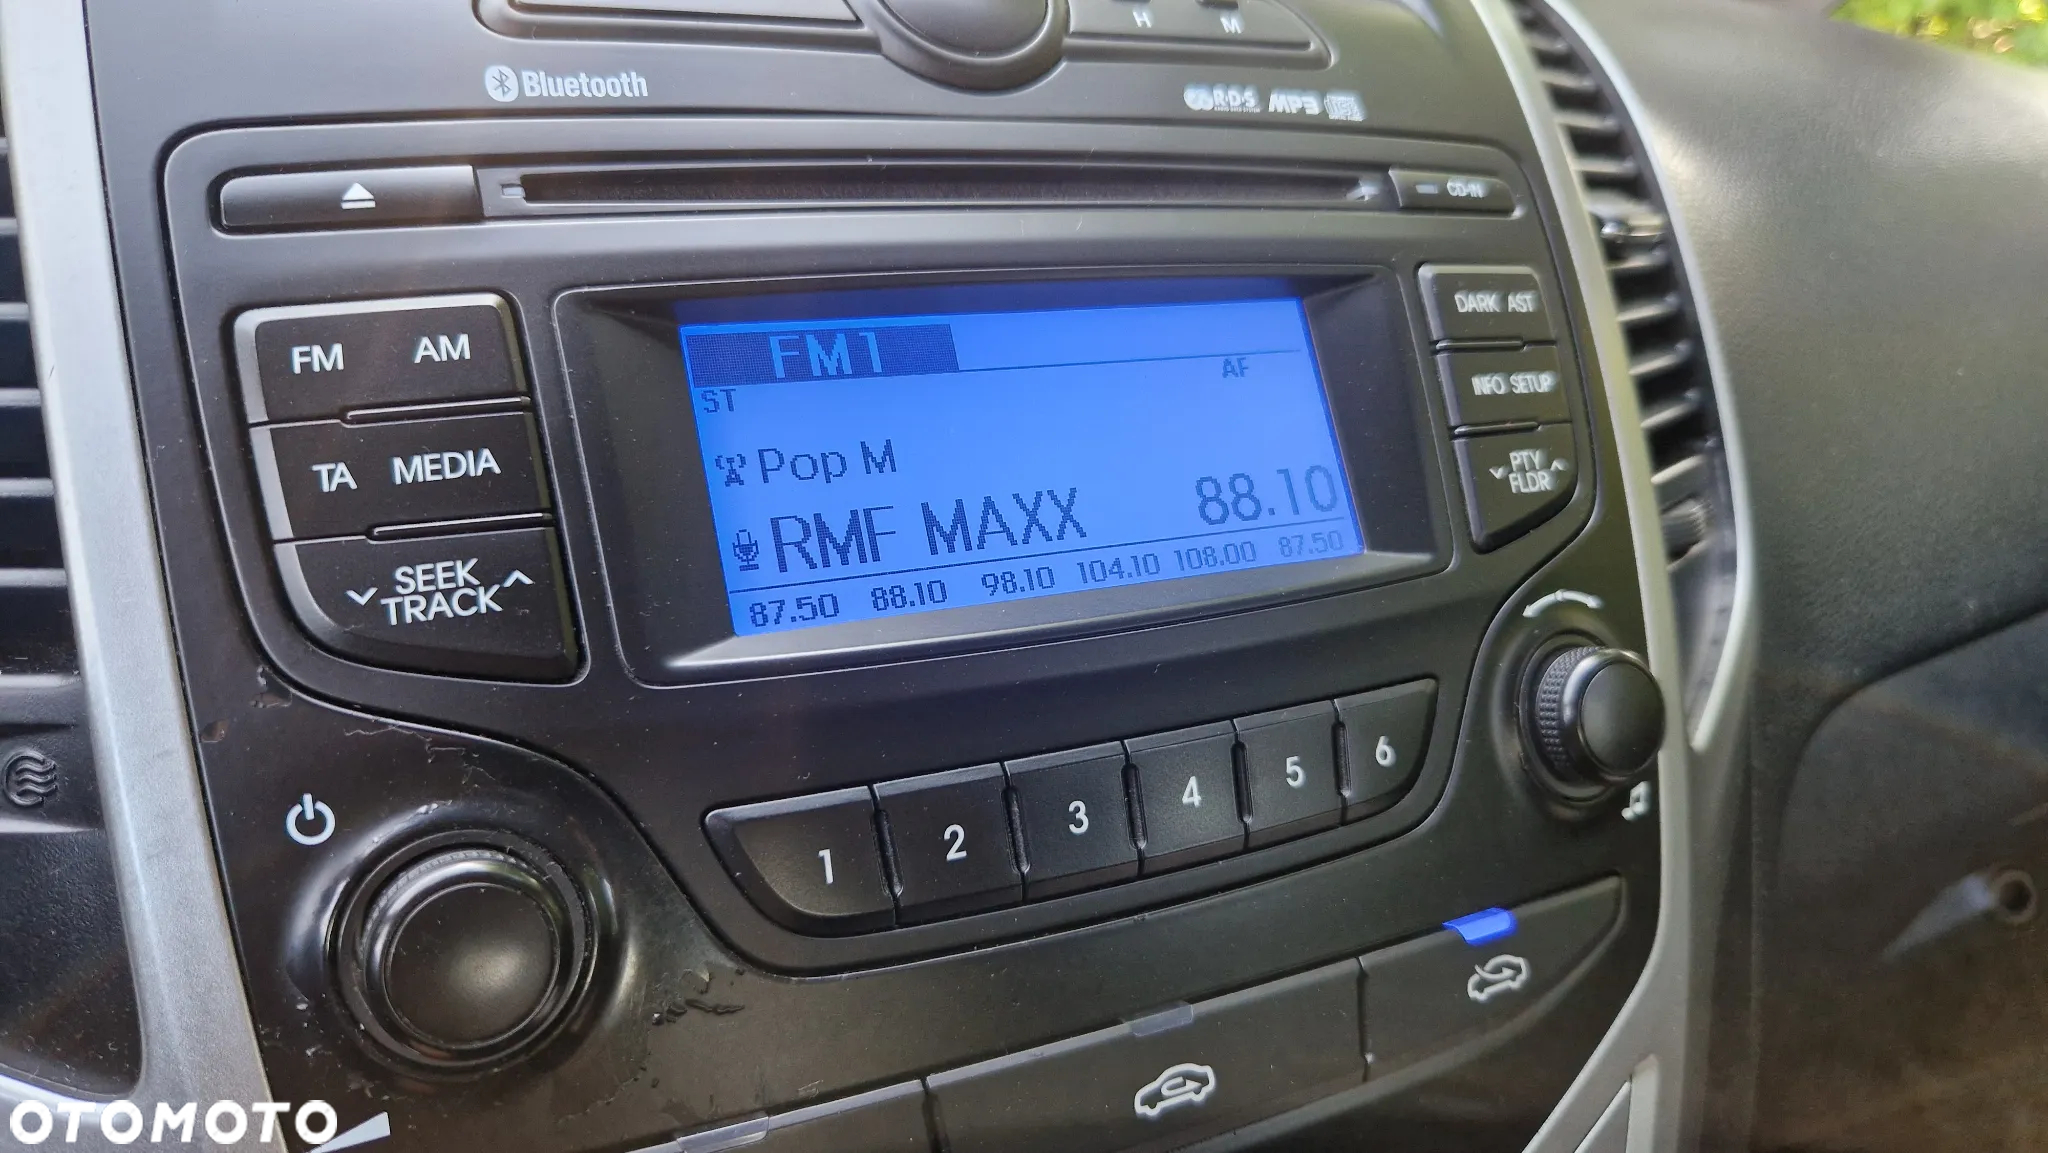 H M
Bluetooth
R·D·S MP3
CD-IN
FM AM
DARK AST
TA MEDIA
INFO SETUP
SEEK
TRACK
PTY
FLDR
FM1
AF
ST
Pop M
RMF MAXX 88.10
87.50 88.10 98.10 104.10 108.00 87.50
1 2 3 4 5 6
OTOMOTO